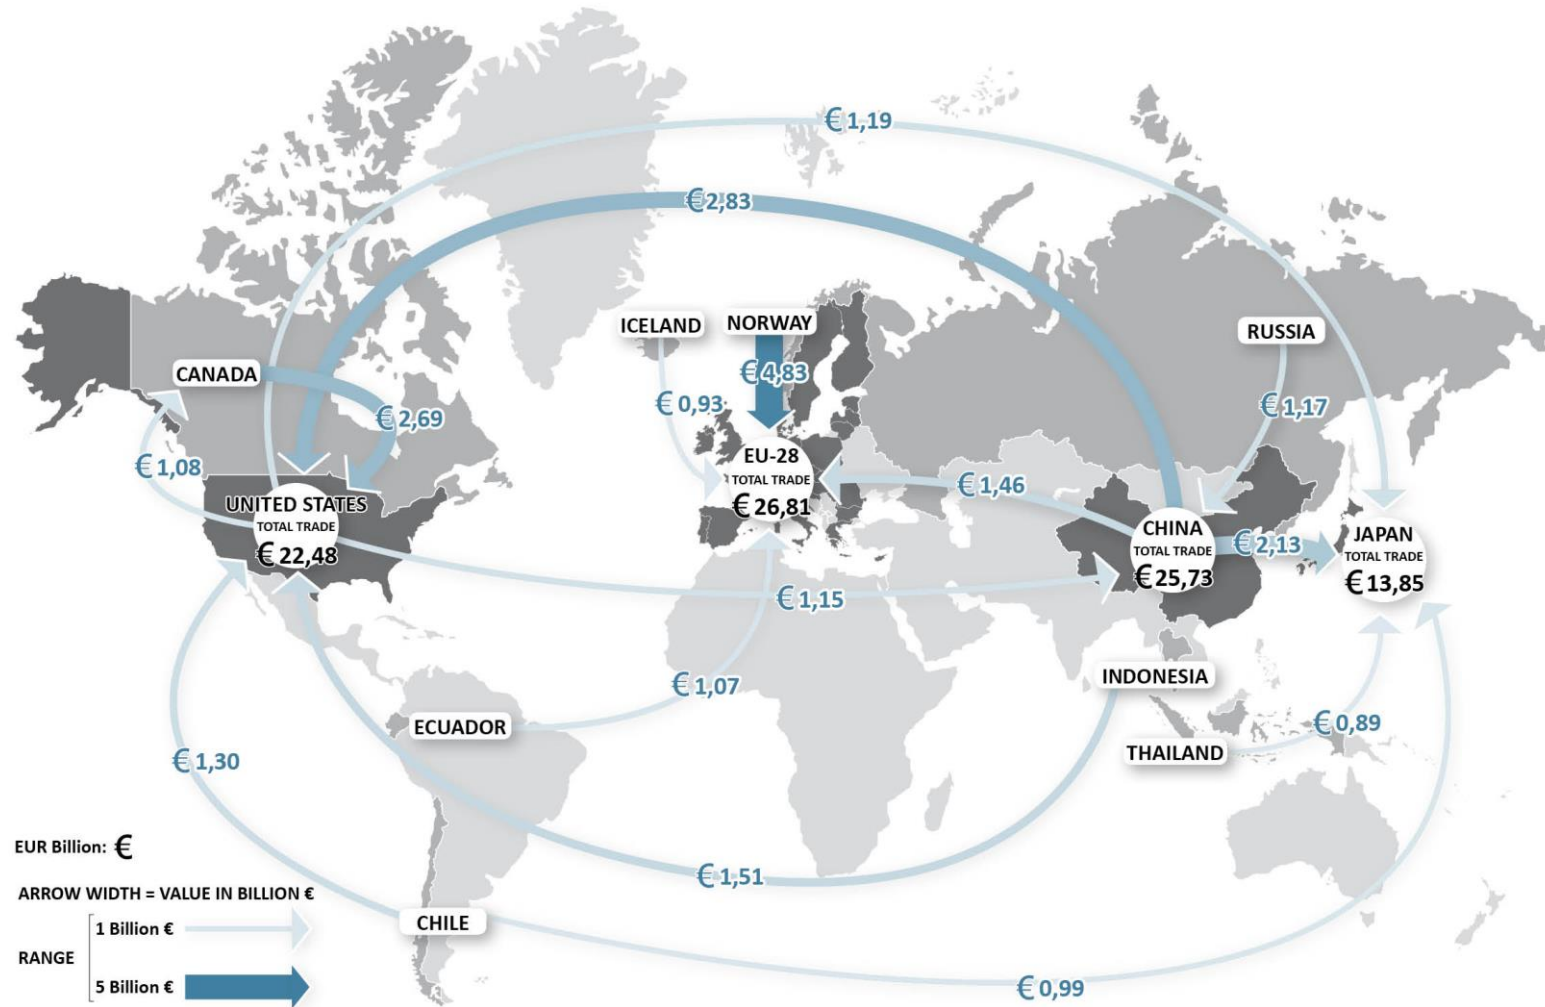 € 1,19
€ 2,83
ICELAND
NORWAY
RUSSIA
CANADA
€ 4,83
€ 0,93
€ 2,69
€ 1,17
€ 1,08
EU-28
TOTAL TRADE
€ 26,81
€ 1,46
UNITED STATES
TOTAL TRADE
€ 22,48
CHINA
TOTAL TRADE
€ 25,73
€ 2,13
JAPAN
TOTAL TRADE
€ 13,85
€ 1,15
€ 1,07
INDONESIA
ECUADOR
€ 0,89
THAILAND
€ 1,30
EUR Billion: €
€ 1,51
ARROW WIDTH = VALUE IN BILLION €
CHILE
1 Billion €
RANGE
5 Billion €
€ 0,99